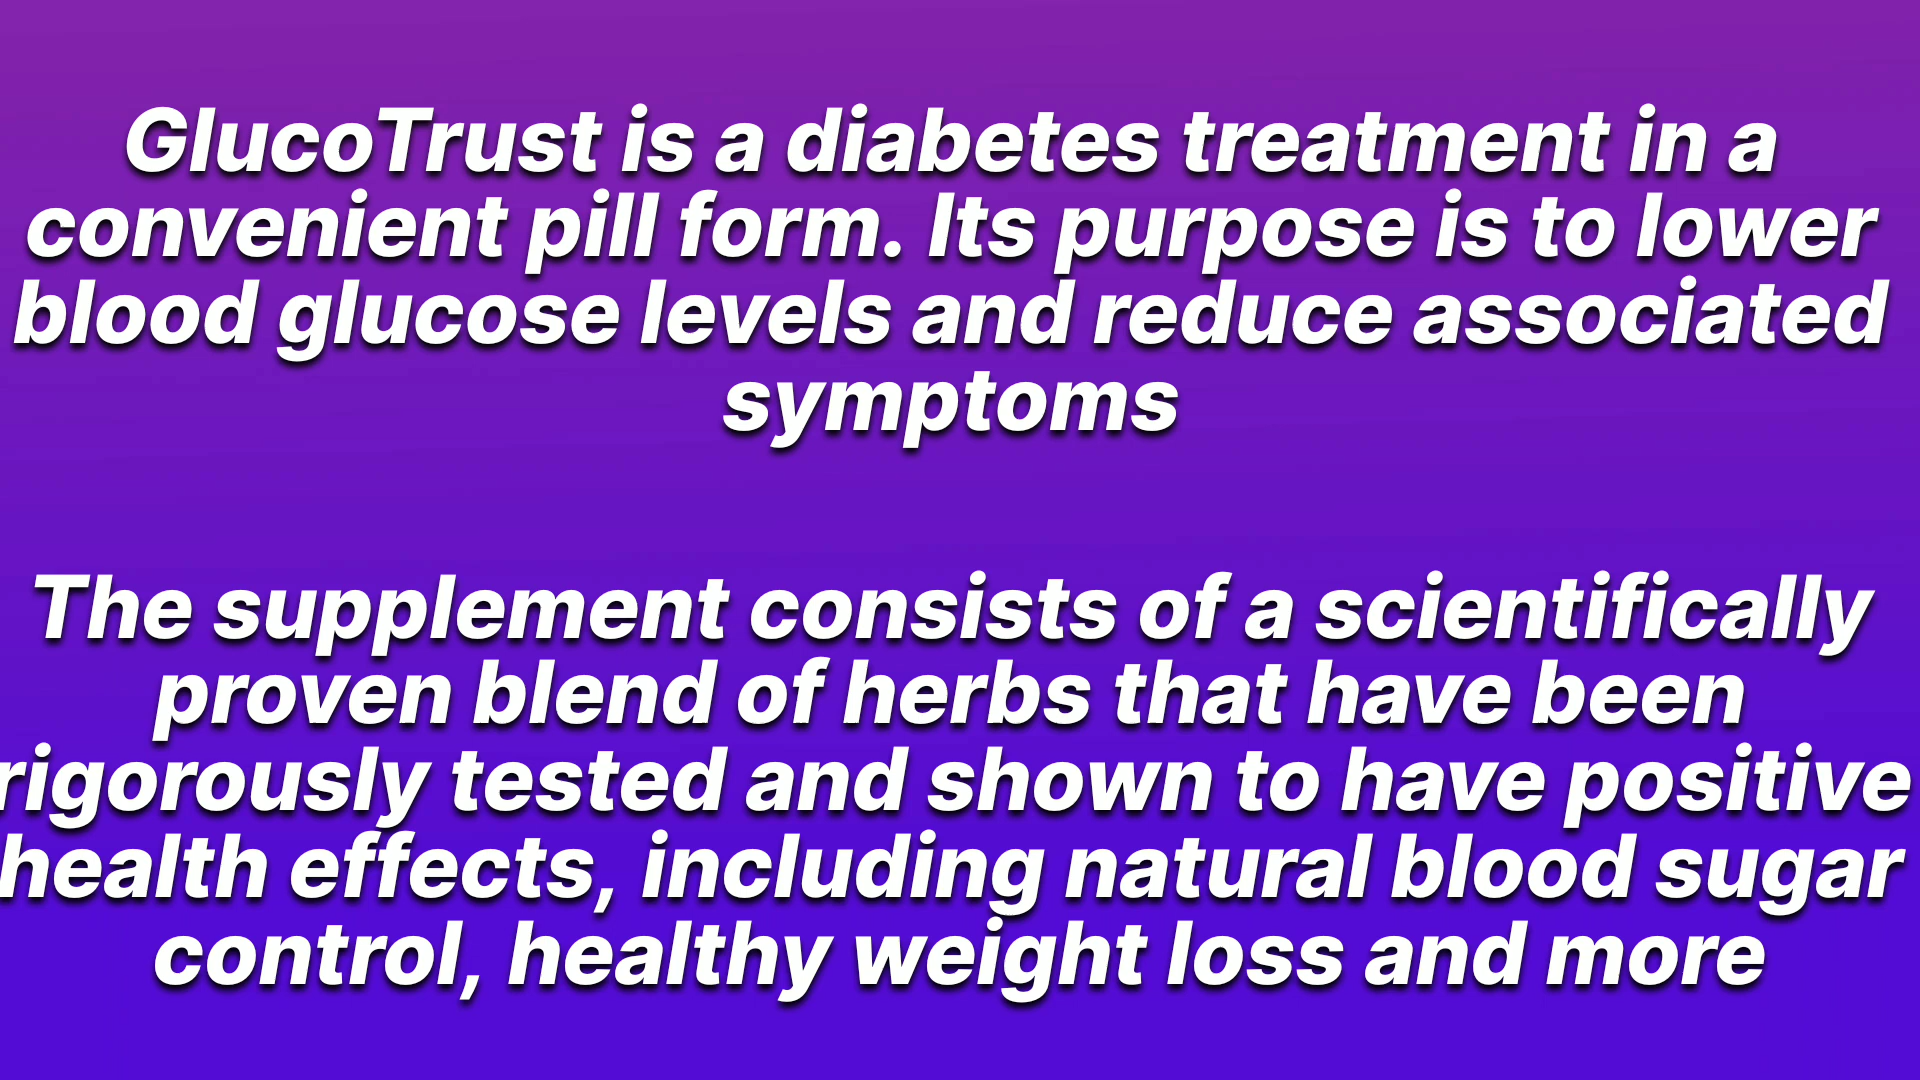 GlucoTrust is a diabetes treatment in a
convenient pill form. Its purpose is to lower
blood glucose levels and reduce associated
symptoms
The supplement consists of a scientifically
proven blend of herbs that have been
rigorously tested and shown to have positive
health effects, including natural blood sugar
control, healthy weight loss and more